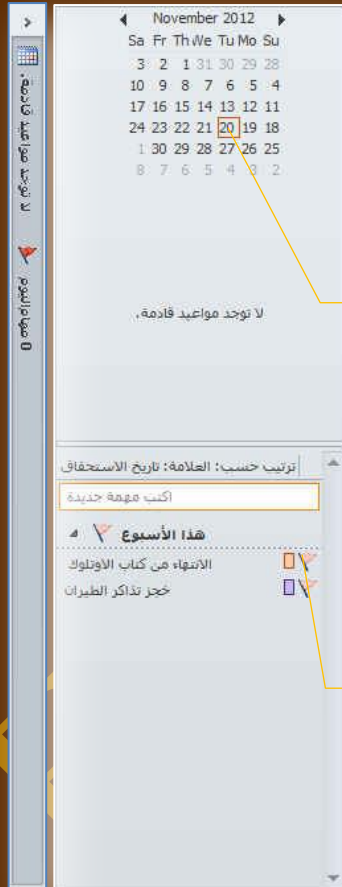 November 2012
Sa Fr Th We Tu Mo Su
3 2 1 31 30 29 28
10 9 8 7 6 5 4
17 16 15 14 13 12 11
24 23 22 21 20 19 18
1 30 29 28 27 26 25
8 7 6 5 4 3 2
لا توجد مواعيد قادمة.
ترتيب حسب: العلامة: تاريخ الاستحقاق
اكتب مهمة جديدة
هذا الأسبوع
الانتهاء من كتاب الأوتلوك
حجز تذاكر الطيران
لا توجد مواعيد قادمة.
0 مهام اليوم